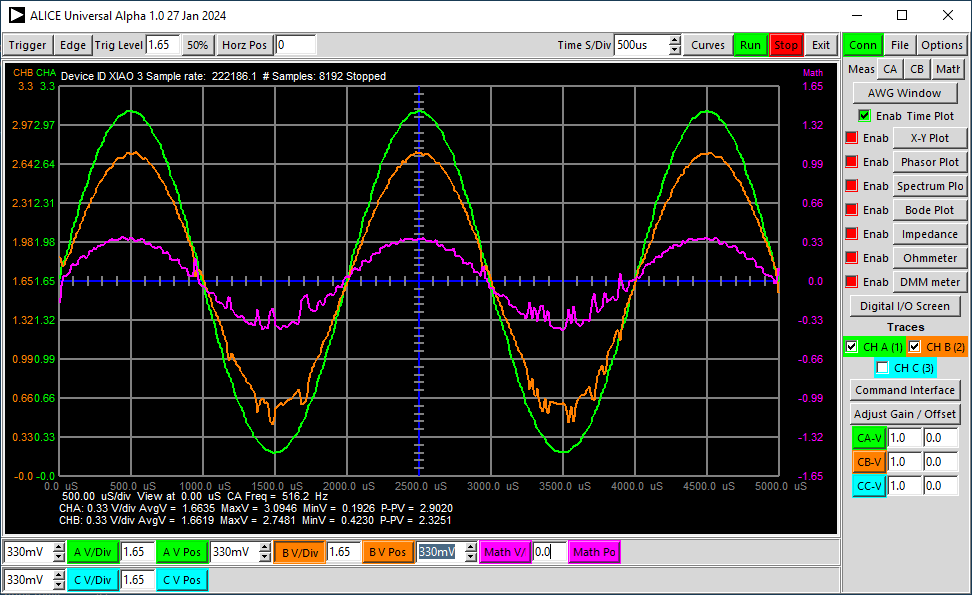 ALICE Universal Alpha 1.0 27 Jan 2024
Trigger Edge Trig Level 1.65 50% Horz Pos 0 Time S/Div 500us Curves Run Stop Exit Conn File Options
Meas CA CB Math
CHB CHA Device ID XIAO 3 Sample rate: 222186.1 # Samples: 8192 Stopped Math
3.3 3.3 1.65
AWG Window
Enab Time Plot
2.972.97 1.32
Enab X-Y Plot
2.642.64 0.99
Enab Phasor Plot
Enab Spectrum Plo
2.312.31 0.66
Enab Bode Plot
1.981.98 0.33
Enab Impedance
Enab Ohmmeter
1.651.65 0.0
Enab DMM meter
Digital I/O Screen
1.321.32 -0.33
Traces
CH A (1) CH B (2)
0.990.99 -0.66
CH C (3)
Command Interface
0.660.66 -0.99
Adjust Gain / Offset
0.330.33 -1.32
CA-V 1.0 0.0
CB-V 1.0 0.0
-0.0 -0.0 -1.65
CC-V 1.0 0.0
0.0 uS 500.0 uS 1000.0 uS 1500.0 uS 2000.0 uS 2500.0 uS 3000.0 uS 3500.0 uS 4000.0 uS 4500.0 uS 5000.0 uS
500.00 uS/div View at 0.00 uS CA Freq = 516.2 Hz
CHA: 0.33 V/div AvgV = 1.6635 MaxV = 3.0946 MinV = 0.1926 P-PV = 2.9020
CHB: 0.33 V/div AvgV = 1.6619 MaxV = 2.7481 MinV = 0.4230 P-PV = 2.3251
330mV A V/Div 1.65 A V Pos 330mV B V/Div 1.65 B V Pos 330mV Math V/ 0.0 Math Po
330mV C V/Div 1.65 C V Pos